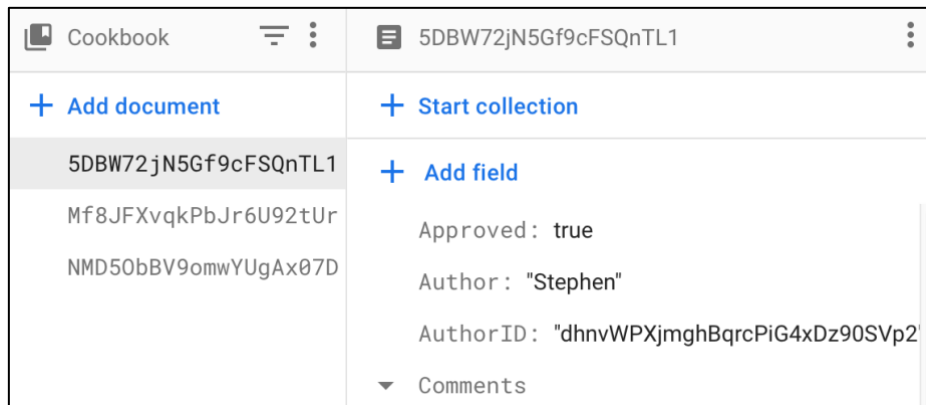 Cookbook
Add document
5DBW72jN5Gf9cFSQnTL1
Mf8JFXvqkPbJr6U92tUr
NMD5ObBV9omwYUgAx07D
5DBW72jN5Gf9cFSQnTL1
Start collection
Add field
Approved: true
Author: "Stephen"
AuthorID: "dhnvWPXjmghBqrcPiG4xDz90SVp2"
Comments